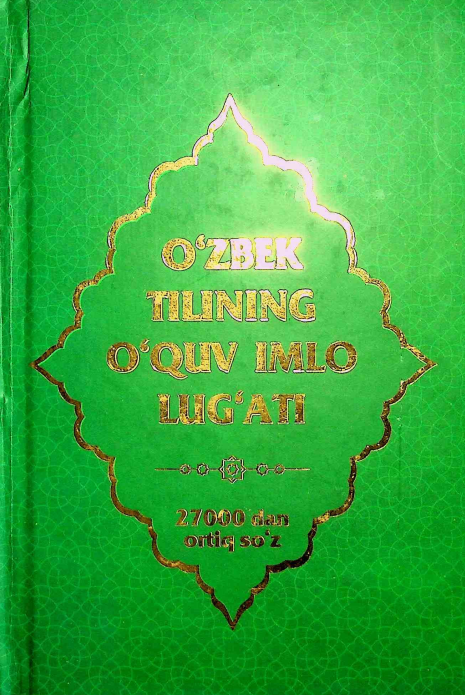 O‘ZBEK
TILINING
O‘QUV IMLO
LUG‘ATI
27000 dan
ortiq so‘z